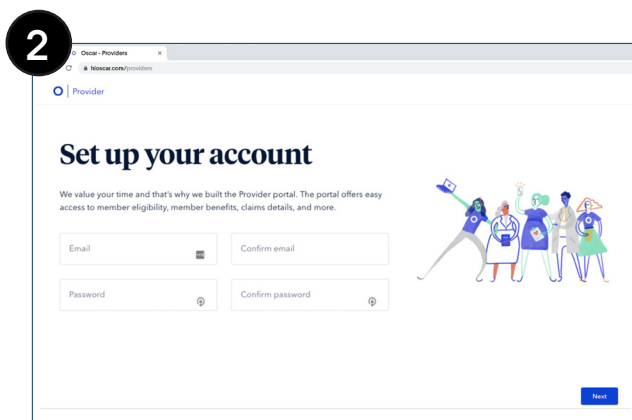 2
Oscar - Providers ×
hioscar.com/providers
Provider
Set up your account
We value your time and that's why we built the Provider portal. The portal offers easy
access to member eligibility, member benefits, claims details, and more.
Email Confirm email
Password Confirm password
Next